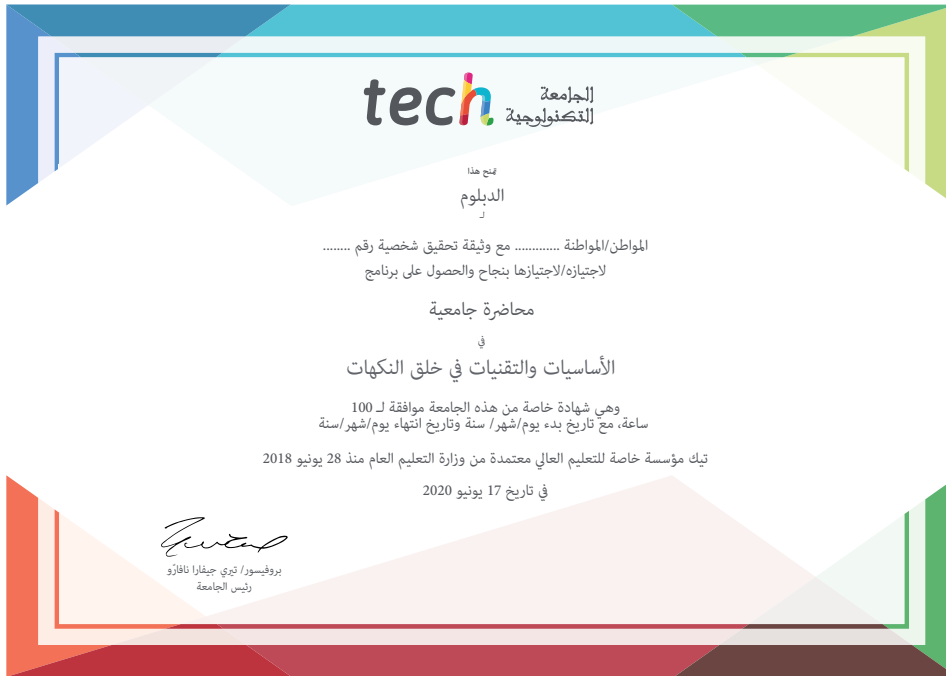 tech الجامعة
التكنولوجية
يمنح هذا
الدبلوم
لـ
المواطن/المواطنة ............ مع وثيقة تحقيق شخصية رقم ........
لاجتيازه/لاجتيازها بنجاح والحصول على برنامج
محاضرة جامعية
في
الأساسيات والتقنيات في خلق النكهات
وهي شهادة خاصة من هذه الجامعة موافقة لـ 100
ساعة، مع تاريخ بدء يوم/شهر/ سنة وتاريخ انتهاء يوم/شهر/سنة
تيك مؤسسة خاصة للتعليم العالي معتمدة من وزارة التعليم العام منذ 28 يونيو 2018
في تاريخ 17 يونيو 2020
بروفيسور/ تيري جيفارا نافارّو
رئيس الجامعة